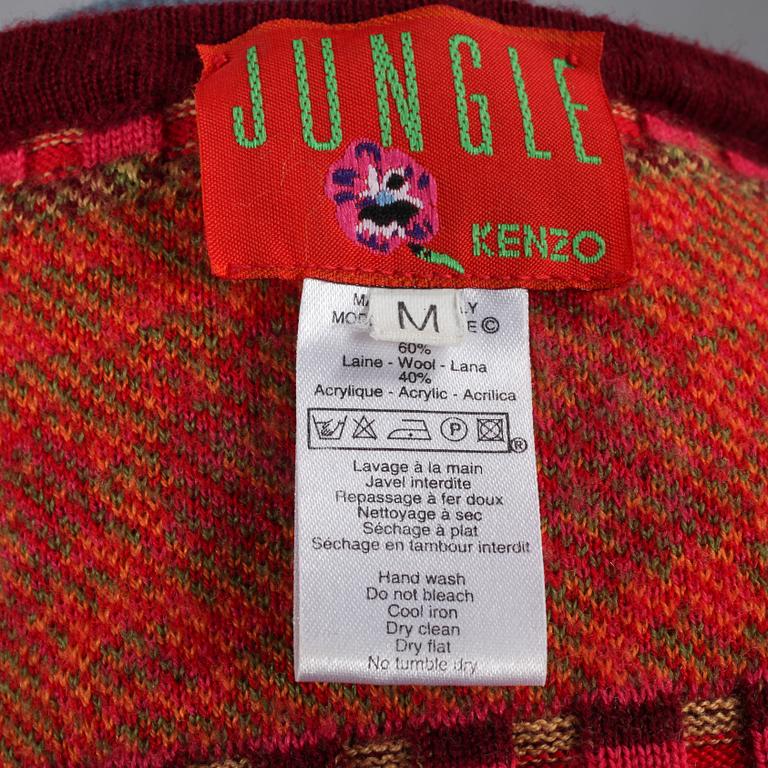 JUNGLE
KENZO
M
©
60%
Laine - Wool - Lana
40%
Acrylique - Acrylic - Acrilica
P
®
Lavage à la main
Javel interdite
Repassage à fer doux
Nettoyage à sec
Séchage à plat
Séchage en tambour interdit
Hand wash
Do not bleach
Cool iron
Dry clean
Dry flat
No tumble dry